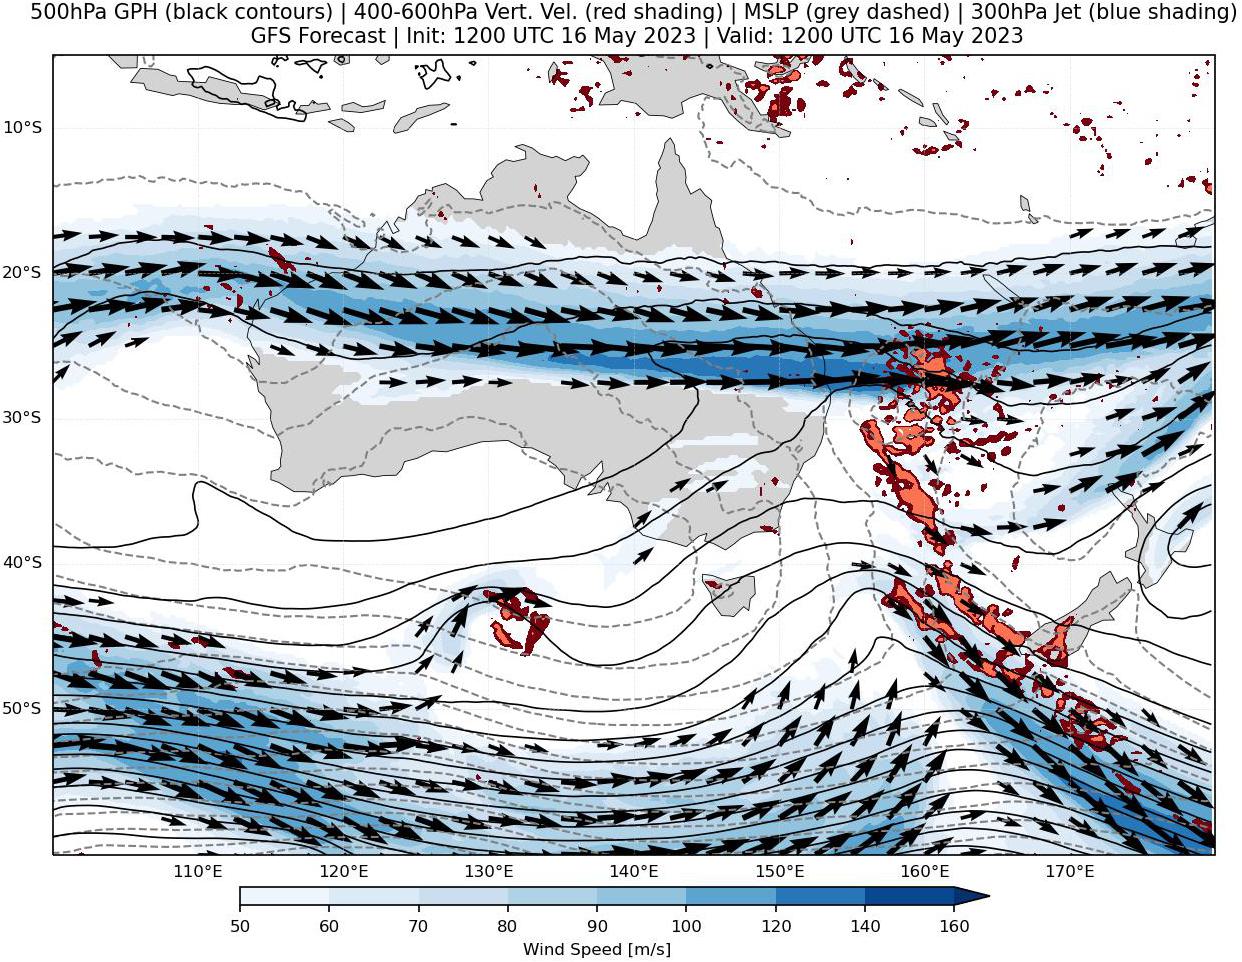 500hPa GPH (black contours) | 400-600hPa Vert. Vel. (red shading) | MSLP (grey dashed) | 300hPa Jet (blue shading)
GFS Forecast | Init: 1200 UTC 16 May 2023 | Valid: 1200 UTC 16 May 2023
10°S
20°S
30°S
40°S
50°S
110°E 120°E 130°E 140°E 150°E 160°E 170°E
50 60 70 80 90 100 120 140 160
Wind Speed [m/s]